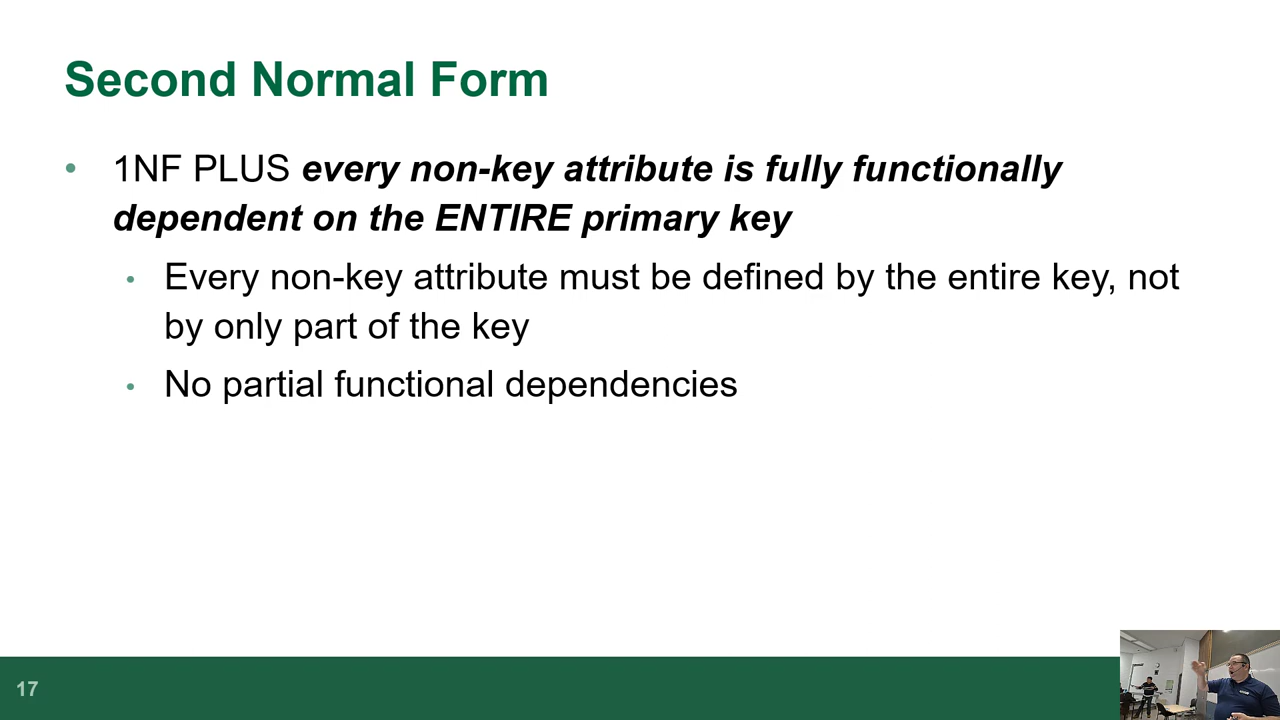 Second Normal Form
• 1NF PLUS every non-key attribute is fully functionally
dependent on the ENTIRE primary key
• Every non-key attribute must be defined by the entire key, not
by only part of the key
• No partial functional dependencies
17